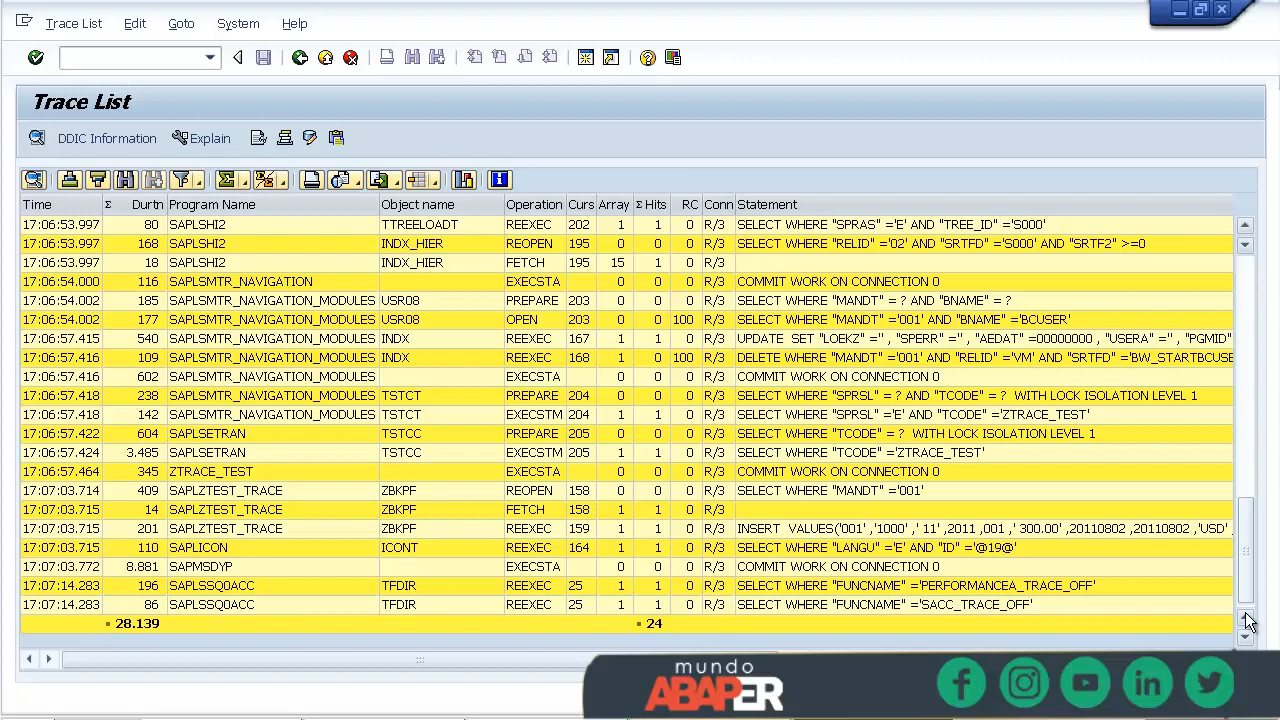 Trace List Edit Goto System Help
Trace List
DDIC Information Explain
Time Σ Durtn Program Name Object name Operation Curs Array Σ Hits RC Conn Statement
17:06:53.997 80 SAPLSHI2 TTREELOADT REEXEC 202 1 1 0 R/3 SELECT WHERE "SPRAS" ='E' AND "TREE_ID" ='S000'
17:06:53.997 168 SAPLSHI2 INDX_HIER REOPEN 195 0 0 0 R/3 SELECT WHERE "RELID" ='02' AND "SRTFD" ='S000' AND "SRTF2" >=0
17:06:53.997 18 SAPLSHI2 INDX_HIER FETCH 195 15 1 0 R/3
17:06:54.000 116 SAPLSMTR_NAVIGATION EXECSTA 0 0 0 R/3 COMMIT WORK ON CONNECTION 0
17:06:54.002 185 SAPLSMTR_NAVIGATION_MODULES USR08 PREPARE 203 0 0 0 R/3 SELECT WHERE "MANDT" = ? AND "BNAME" = ?
17:06:54.002 177 SAPLSMTR_NAVIGATION_MODULES USR08 OPEN 203 0 0 100 R/3 SELECT WHERE "MANDT" ='001' AND "BNAME" ='BCUSER'
17:06:57.415 540 SAPLSMTR_NAVIGATION_MODULES INDX REEXEC 167 1 1 0 R/3 UPDATE SET "LOEKZ" ='' , "SPERR" ='' , "AEDAT" =00000000 , "USERA" ='' , "PGMID"
17:06:57.416 109 SAPLSMTR_NAVIGATION_MODULES INDX REEXEC 168 1 0 100 R/3 DELETE WHERE "MANDT" ='001' AND "RELID" ='VM' AND "SRTFD" ='BW_STARTBCUSE
17:06:57.416 602 SAPLSMTR_NAVIGATION_MODULES EXECSTA 0 0 0 R/3 COMMIT WORK ON CONNECTION 0
17:06:57.418 238 SAPLSMTR_NAVIGATION_MODULES TSTCT PREPARE 204 0 0 0 R/3 SELECT WHERE "SPRSL" = ? AND "TCODE" = ? WITH LOCK ISOLATION LEVEL 1
17:06:57.418 142 SAPLSMTR_NAVIGATION_MODULES TSTCT EXECSTM 204 1 1 0 R/3 SELECT WHERE "SPRSL" ='E' AND "TCODE" ='ZTRACE_TEST'
17:06:57.422 604 SAPLSETRAN TSTCC PREPARE 205 0 0 0 R/3 SELECT WHERE "TCODE" = ? WITH LOCK ISOLATION LEVEL 1
17:06:57.424 3.485 SAPLSETRAN TSTCC EXECSTM 205 1 1 0 R/3 SELECT WHERE "TCODE" ='ZTRACE_TEST'
17:06:57.464 345 ZTRACE_TEST EXECSTA 0 0 0 R/3 COMMIT WORK ON CONNECTION 0
17:07:03.714 409 SAPLZTEST_TRACE ZBKPF REOPEN 158 0 0 0 R/3 SELECT WHERE "MANDT" ='001'
17:07:03.715 14 SAPLZTEST_TRACE ZBKPF FETCH 158 1 1 0 R/3
17:07:03.715 201 SAPLZTEST_TRACE ZBKPF REEXEC 159 1 1 0 R/3 INSERT VALUES('001' ,'1000' ,' 11' ,2011 ,001 ,' 300.00' ,20110802 ,20110802 ,'USD'
17:07:03.715 110 SAPLICON ICONT REEXEC 164 1 1 0 R/3 SELECT WHERE "LANGU" ='E' AND "ID" ='@19@'
17:07:03.772 8.881 SAPMSDYP EXECSTA 0 0 0 R/3 COMMIT WORK ON CONNECTION 0
17:07:14.283 196 SAPLSSQ0ACC TFDIR REEXEC 25 1 1 0 R/3 SELECT WHERE "FUNCNAME" ='PERFORMANCEA_TRACE_OFF'
17:07:14.283 86 SAPLSSQ0ACC TFDIR REEXEC 25 1 1 0 R/3 SELECT WHERE "FUNCNAME" ='SACC_TRACE_OFF'
28.139 24
mundo
ABAPER